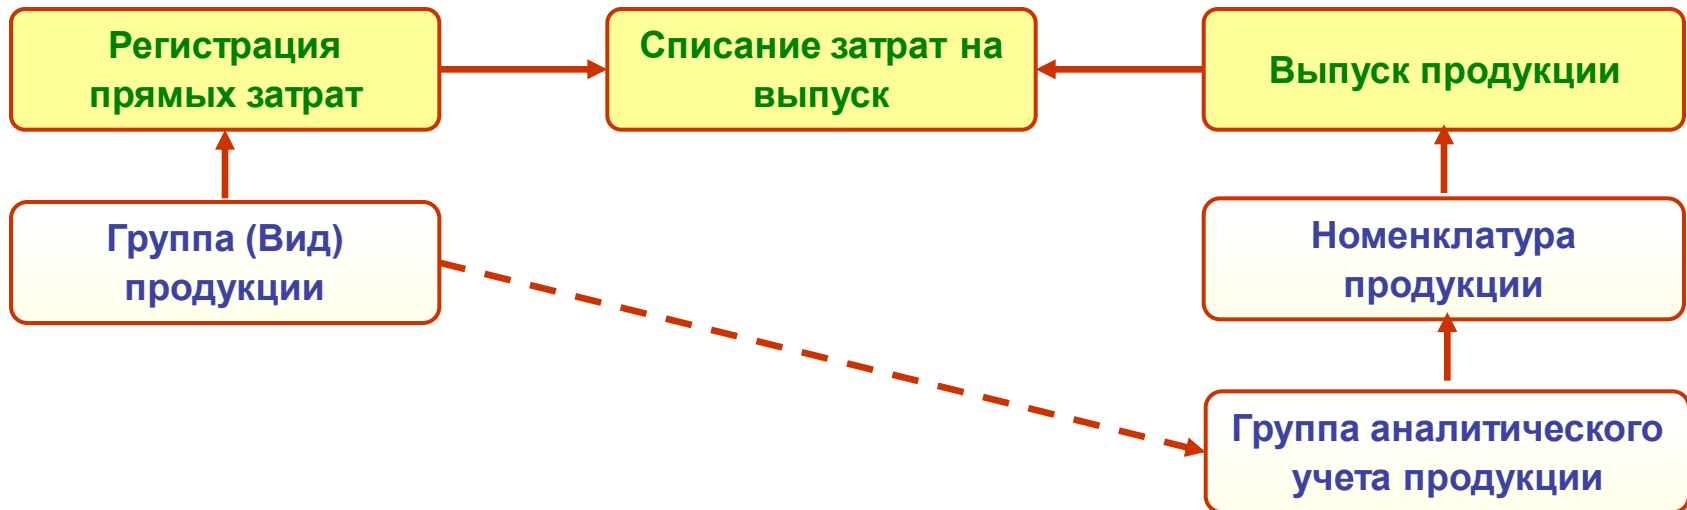 Регистрация
прямых затрат
Списание затрат на
выпуск
Выпуск продукции
Группа (Вид)
продукции
Номенклатура
продукции
Группа аналитического
учета продукции